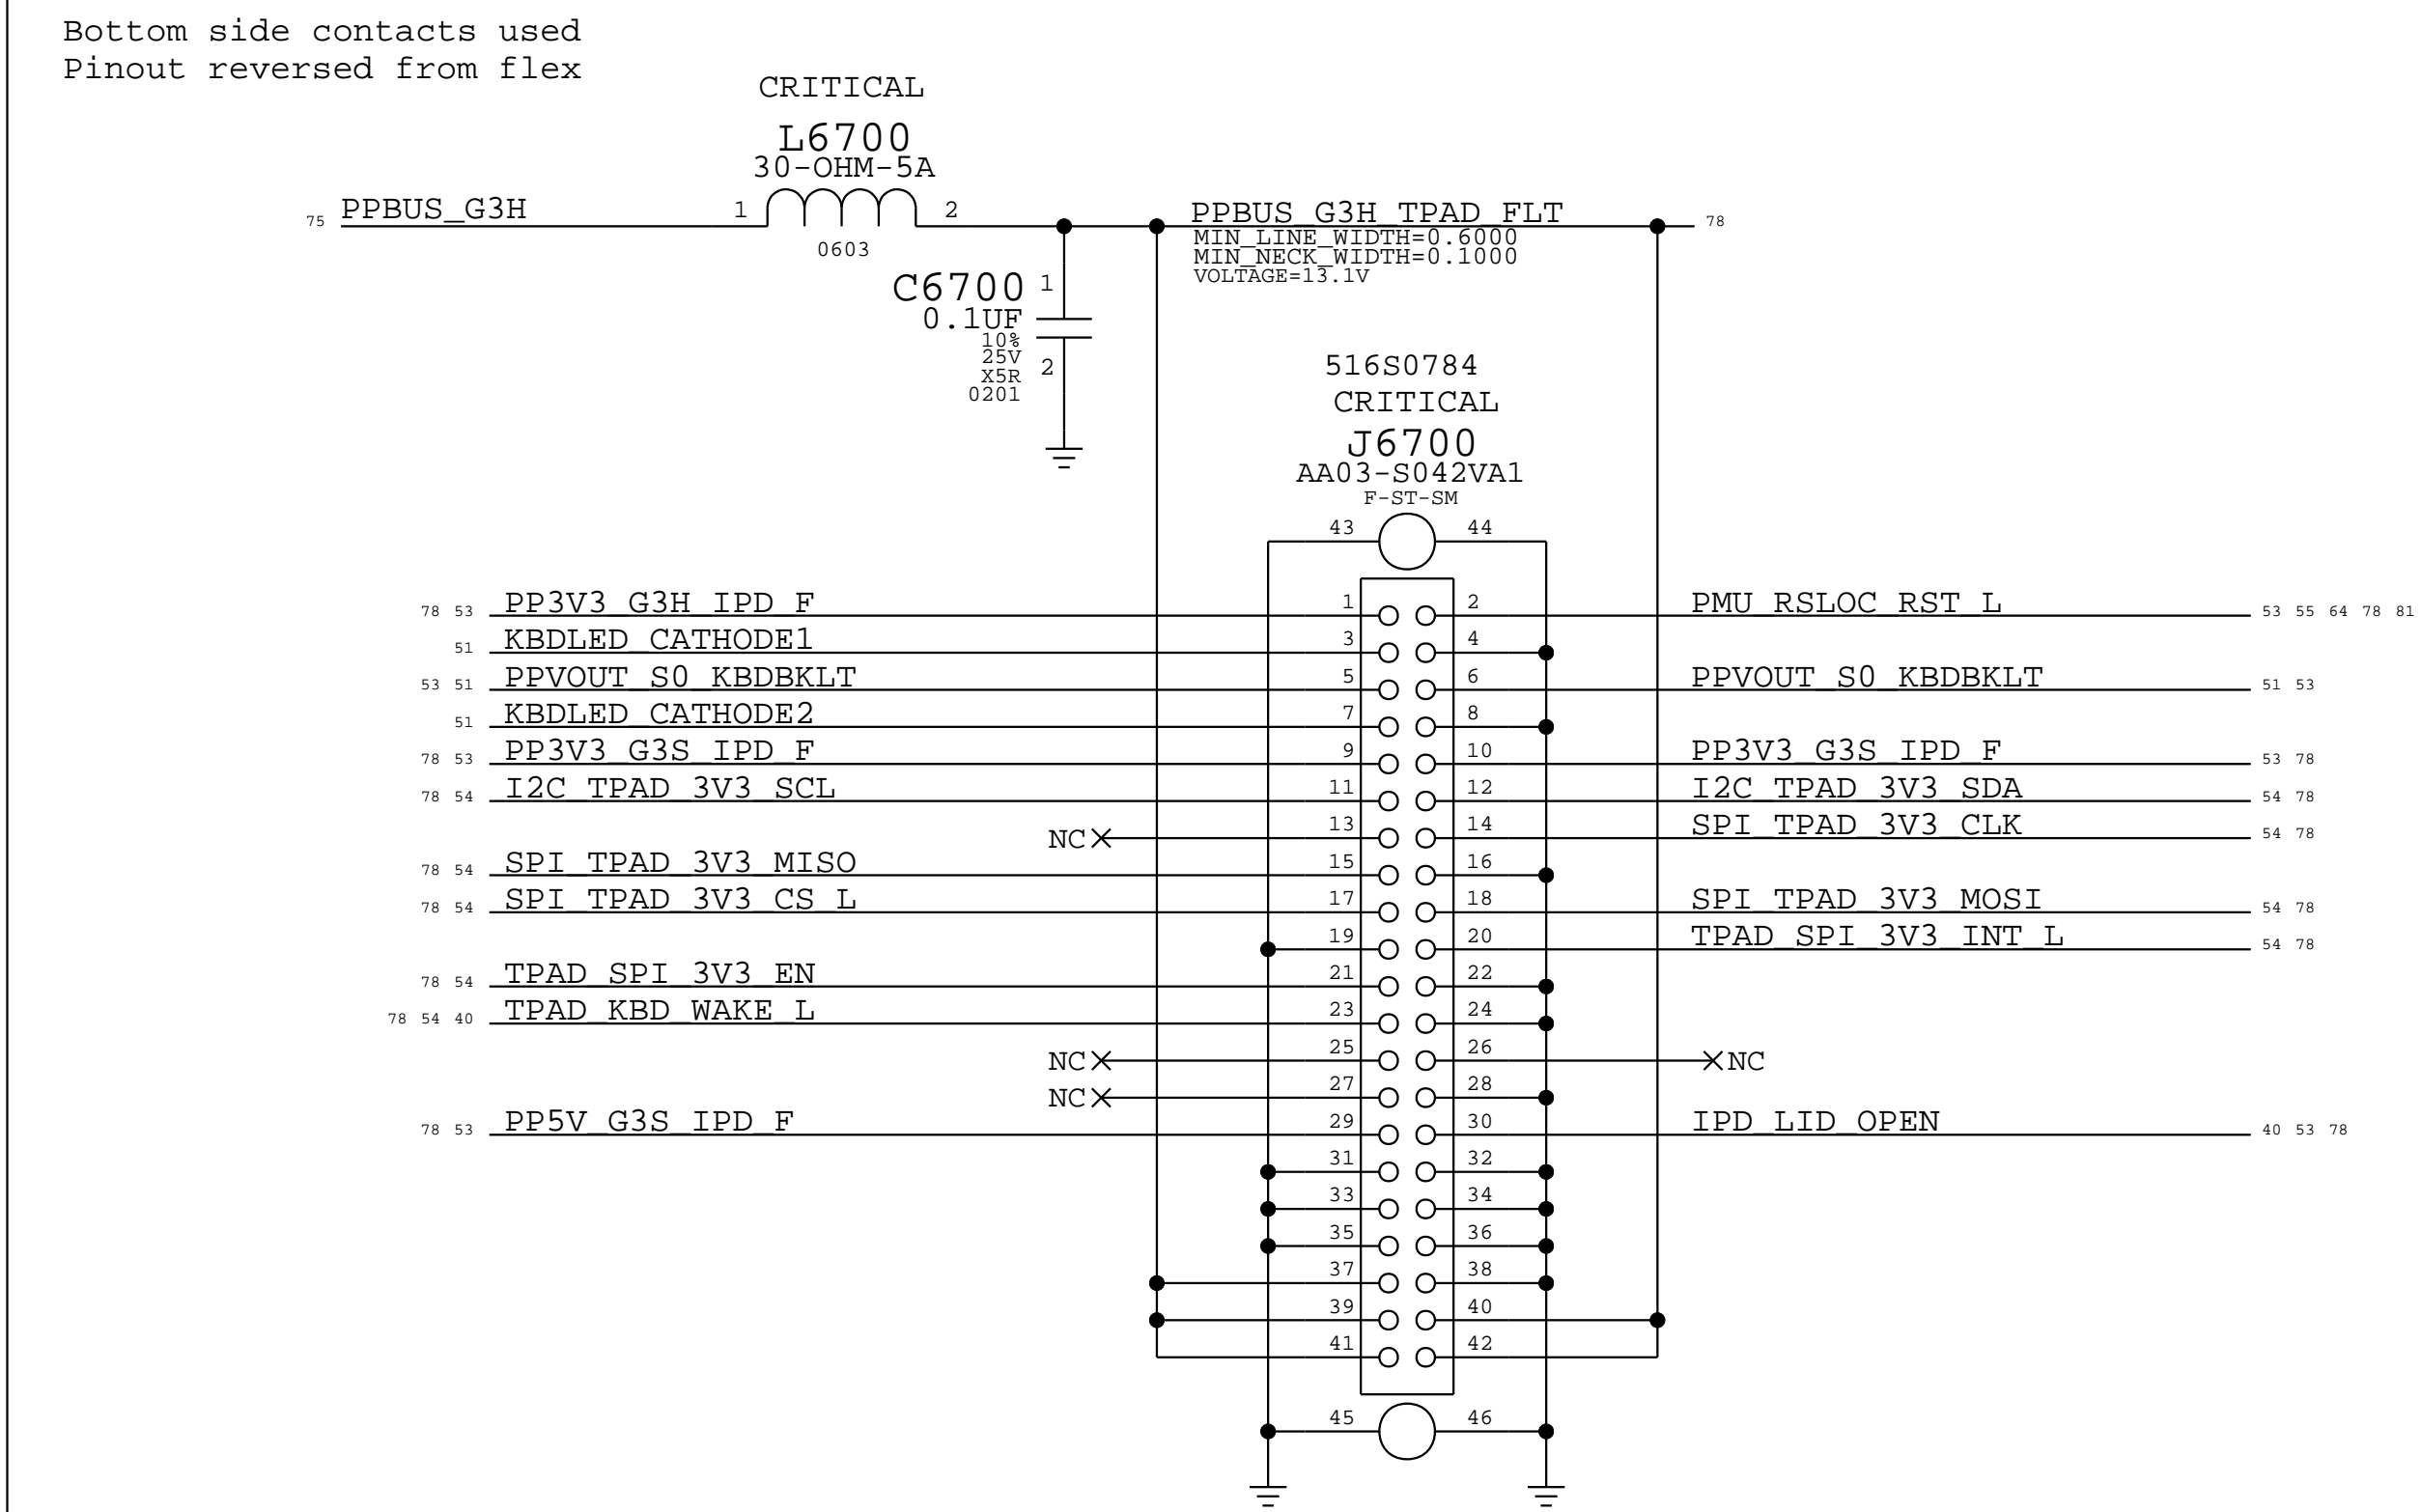 Bottom side contacts used
Pinout reversed from flex
CRITICAL
L6700
30-OHM-5A
75 PPBUS_G3H 1 2 PPBUS_G3H_TPAD_FLT 78
0603
MIN_LINE_WIDTH=0.6000
MIN_NECK_WIDTH=0.1000
VOLTAGE=13.1V
C6700 1
0.1UF
10%
25V
X5R 2
0201
516S0784
CRITICAL
J6700
AA03-S042VA1
F-ST-SM
43 44
78 53 PP3V3_G3H_IPD_F 1 2 PMU_RSLOC_RST_L 53 55 64 78 81
51 KBDLED_CATHODE1 3 4
53 51 PPVOUT_S0_KBDBKLT 5 6 PPVOUT_S0_KBDBKLT 51 53
51 KBDLED_CATHODE2 7 8
78 53 PP3V3_G3S_IPD_F 9 10 PP3V3_G3S_IPD_F 53 78
78 54 I2C_TPAD_3V3_SCL 11 12 I2C_TPAD_3V3_SDA 54 78
NC 13 14 SPI_TPAD_3V3_CLK 54 78
78 54 SPI_TPAD_3V3_MISO 15 16
78 54 SPI_TPAD_3V3_CS_L 17 18 SPI_TPAD_3V3_MOSI 54 78
19 20 TPAD_SPI_3V3_INT_L 54 78
78 54 TPAD_SPI_3V3_EN 21 22
78 54 40 TPAD_KBD_WAKE_L 23 24
NC 25 26 NC
NC 27 28
78 53 PP5V_G3S_IPD_F 29 30 IPD_LID_OPEN 40 53 78
31 32
33 34
35 36
37 38
39 40
41 42
45 46